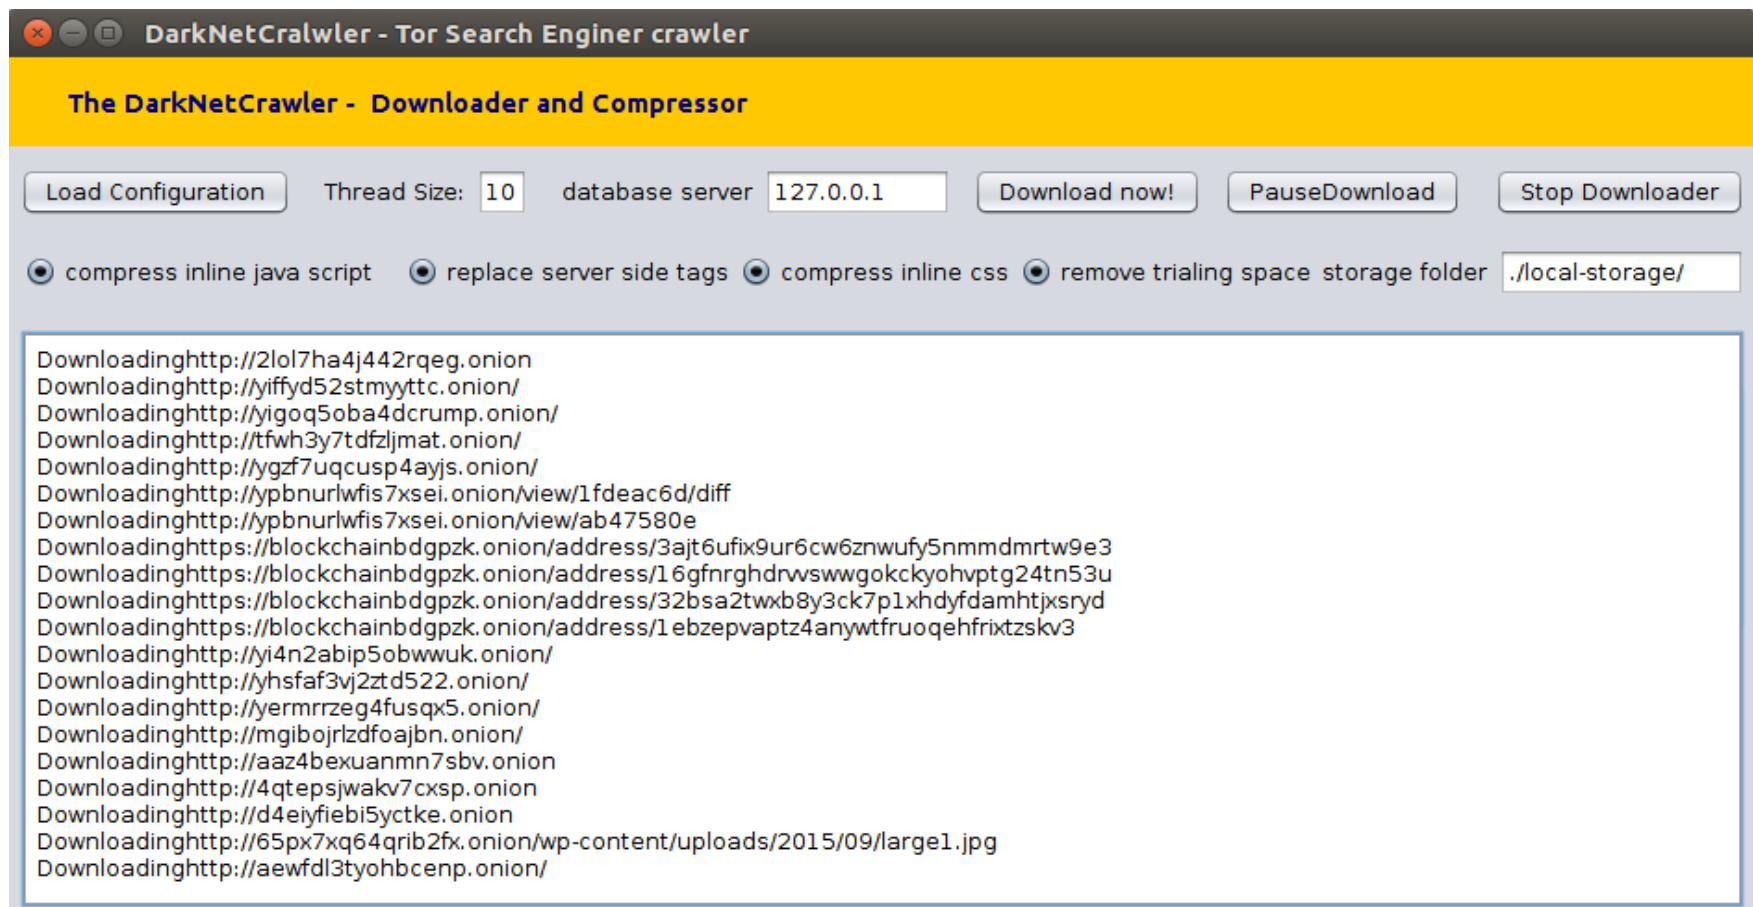 DarkNetCralwler - Tor Search Enginer crawler
The DarkNetCrawler - Downloader and Compressor
Load Configuration Thread Size: 10 database server 127.0.0.1 Download now! PauseDownload Stop Downloader
compress inline java script replace server side tags compress inline css remove trialing space storage folder ./local-storage/
Downloadinghttp://2lol7ha4j442rqeg.onion
Downloadinghttp://yiffyd52stmyyttc.onion/
Downloadinghttp://yigoq5oba4dcrump.onion/
Downloadinghttp://tfwh3y7tdfzljmat.onion/
Downloadinghttp://ygzf7uqcusp4ayjs.onion/
Downloadinghttp://ypbnurlwfis7xsei.onion/view/1fdeac6d/diff
Downloadinghttp://ypbnurlwfis7xsei.onion/view/ab47580e
Downloadinghttps://blockchainbdgpzk.onion/address/3ajt6ufix9ur6cw6znwufy5nmmdmrtw9e3
Downloadinghttps://blockchainbdgpzk.onion/address/16gfnrghdrvvswwgokckyohvptg24tn53u
Downloadinghttps://blockchainbdgpzk.onion/address/32bsa2twxb8y3ck7p1xhdyfdamhtjxsryd
Downloadinghttps://blockchainbdgpzk.onion/address/1ebzepvaptz4anywtfruoqehfrixtzskv3
Downloadinghttp://yi4n2abip5obwwuk.onion/
Downloadinghttp://yhsfaf3vj2ztd522.onion/
Downloadinghttp://yermrrzeg4fusqx5.onion/
Downloadinghttp://mgibojrlzdfoajbn.onion/
Downloadinghttp://aaz4bexuanmn7sbv.onion
Downloadinghttp://4qtepsjwakv7cxsp.onion
Downloadinghttp://d4eiyfiebi5yctke.onion
Downloadinghttp://65px7xq64qrib2fx.onion/wp-content/uploads/2015/09/large1.jpg
Downloadinghttp://aewfdl3tyohbcenp.onion/